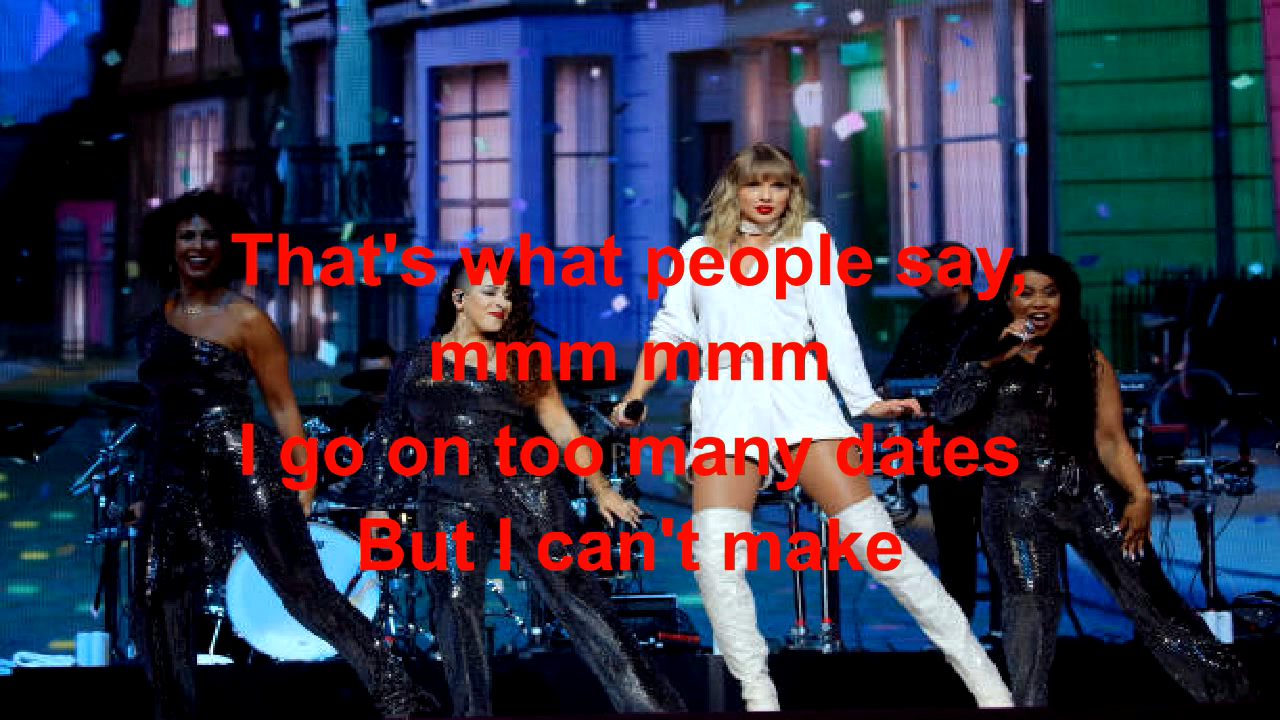 That's what people say,
mmm mmm
I go on too many dates
But I can't make